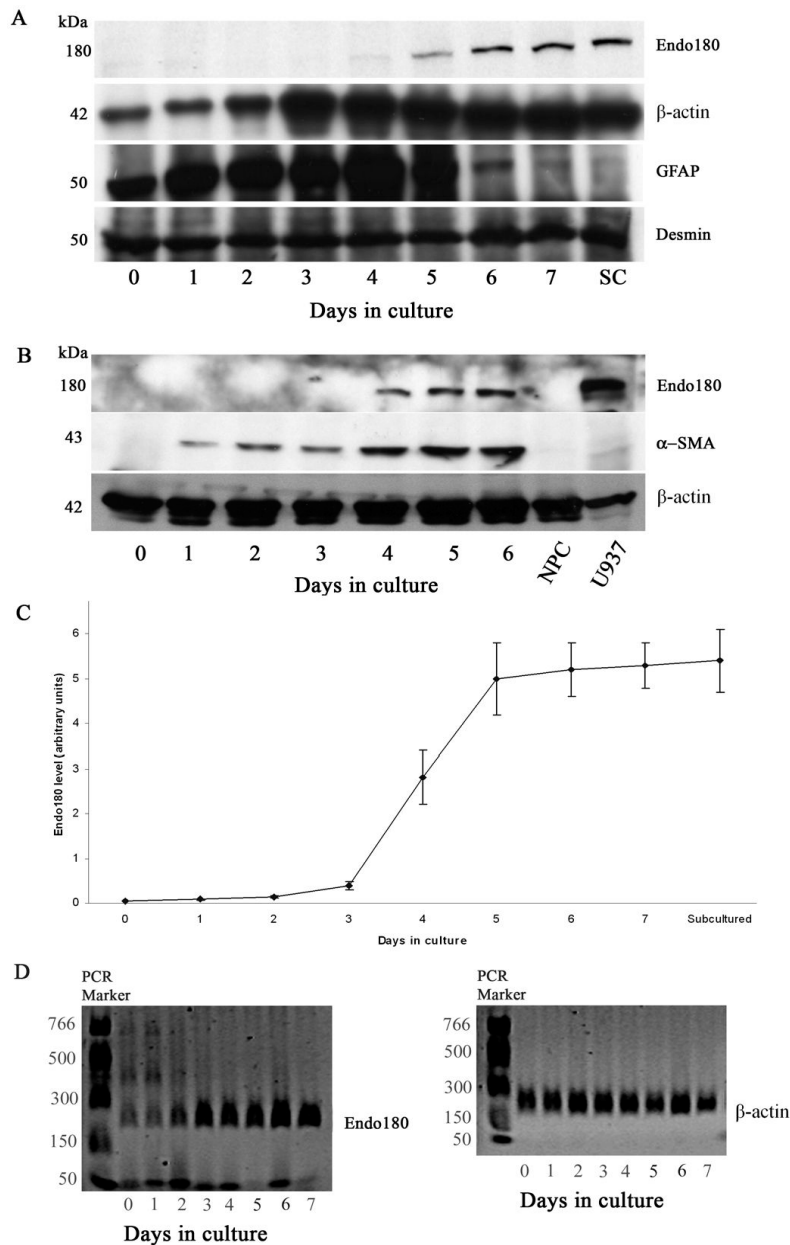 A
kDa
180
Endo180
42
β-actin
50
GFAP
50
Desmin
0 1 2 3 4 5 6 7 SC
Days in culture
B
kDa
180
Endo180
43
α–SMA
42
β-actin
0 1 2 3 4 5 6 NPC U937
Days in culture
C
Endo180 level (arbitrary units)
6
5
4
3
2
1
0
0 1 2 3 4 5 6 7 Subcultured
Days in culture
D
PCR
Marker
766
500
300
150
50
Endo180
0 1 2 3 4 5 6 7
Days in culture
PCR
Marker
766
500
300
150
50
β-actin
0 1 2 3 4 5 6 7
Days in culture